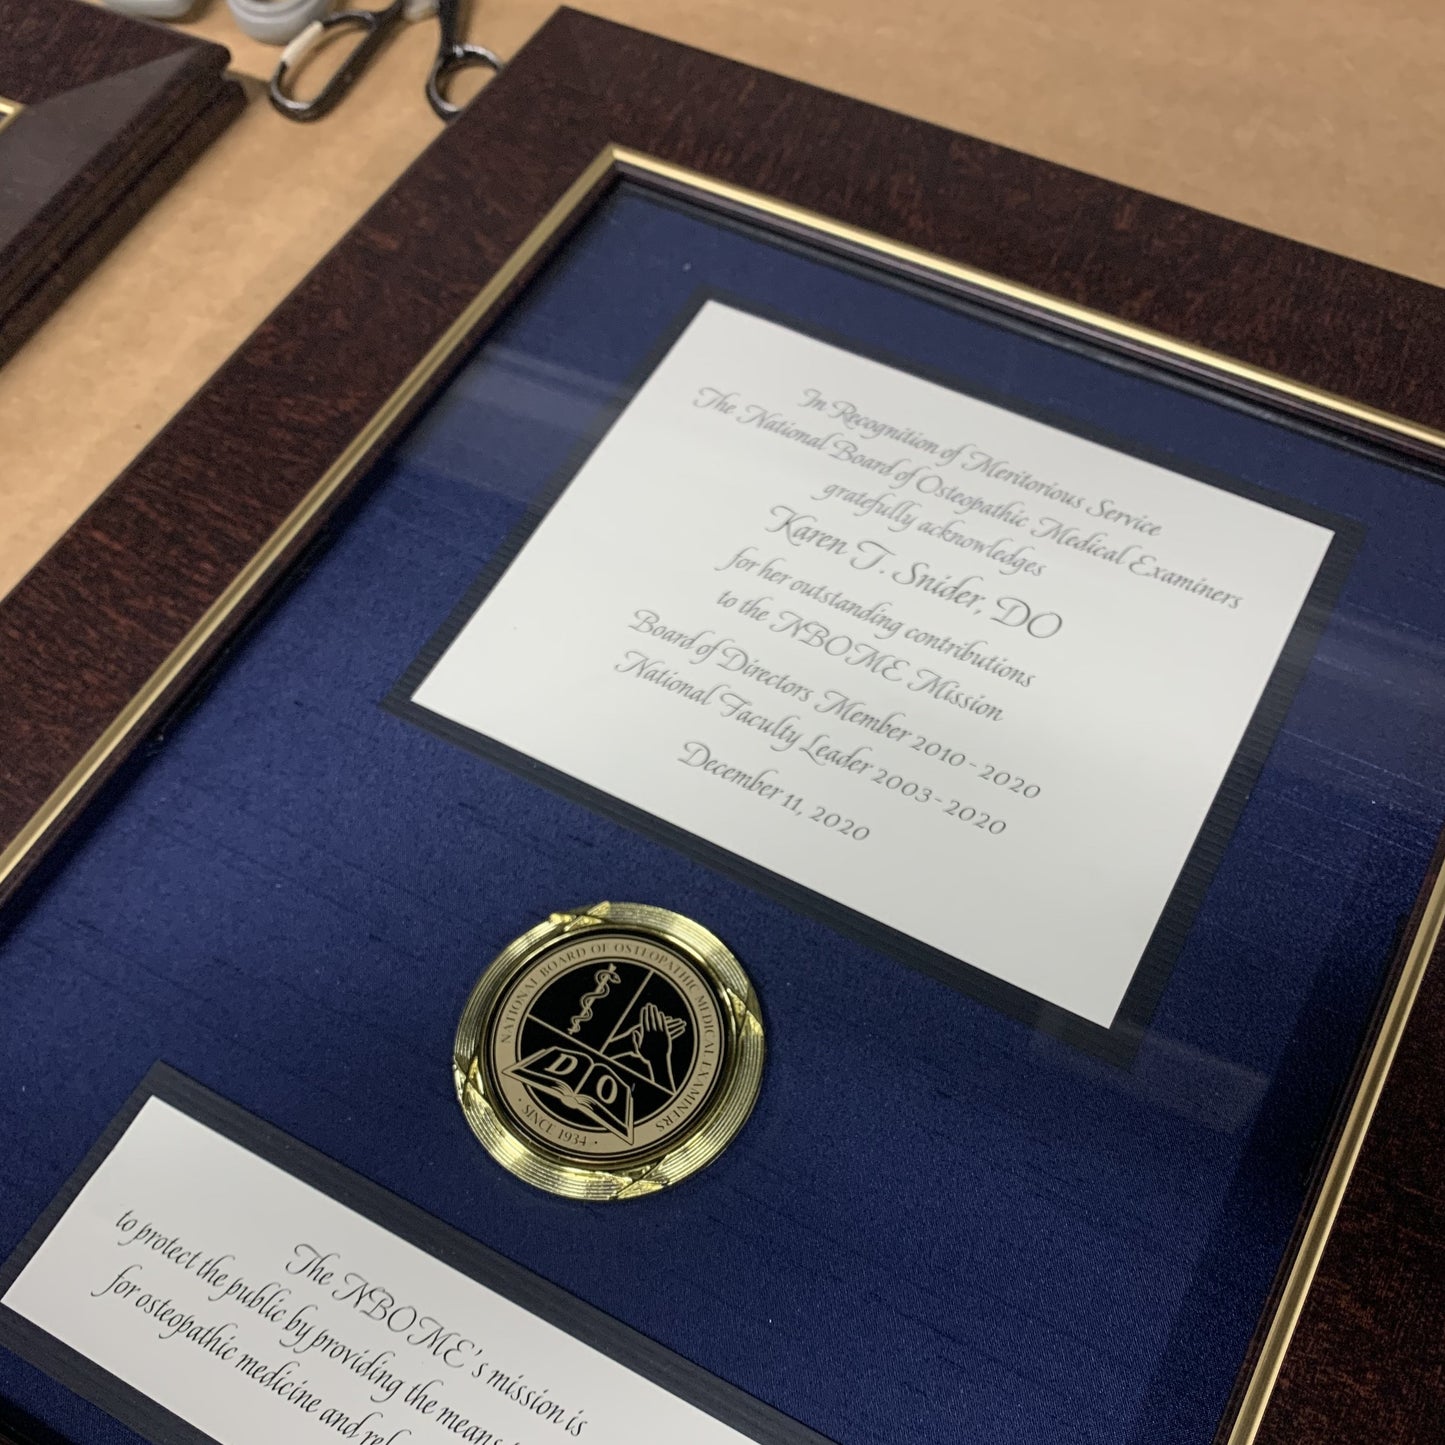 In Recognition of Meritorious Service
The National Board of Osteopathic Medical Examiners
gratefully acknowledges
Karen T. Snider, DO
for her outstanding contributions
to the NBOME Mission
Board of Directors Member 2010 - 2020
National Faculty Leader 2003 - 2020
December 11, 2020
NATIONAL BOARD OF OSTEOPATHIC MEDICAL EXAMINERS
D O
· SINCE 1934 ·
The NBOME's mission is
to protect the public by providing the means
for osteopathic medicine and